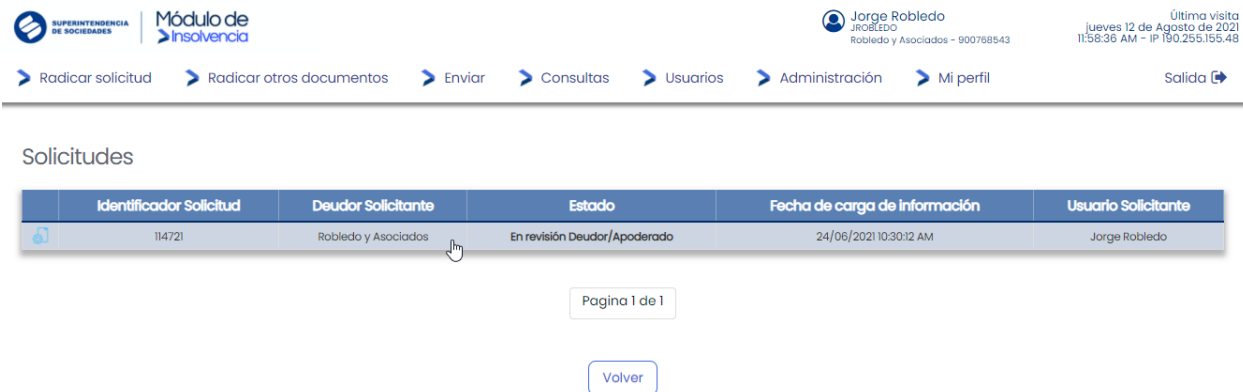 SUPERINTENDENCIA
DE SOCIEDADES
Módulo de
Insolvencia
Jorge Robledo
JROBLEDO
Robledo y Asociados - 900768543
Última visita
jueves 12 de Agosto de 2021
11:58:36 AM - IP 190.255.155.48
Radicar solicitud Radicar otros documentos Enviar Consultas Usuarios Administración Mi perfil Salida
Solicitudes
Identificador Solicitud Deudor Solicitante Estado Fecha de carga de información Usuario Solicitante
114721 Robledo y Asociados En revisión Deudor/Apoderado 24/06/2021 10:30:12 AM Jorge Robledo
Pagina 1 de 1
Volver